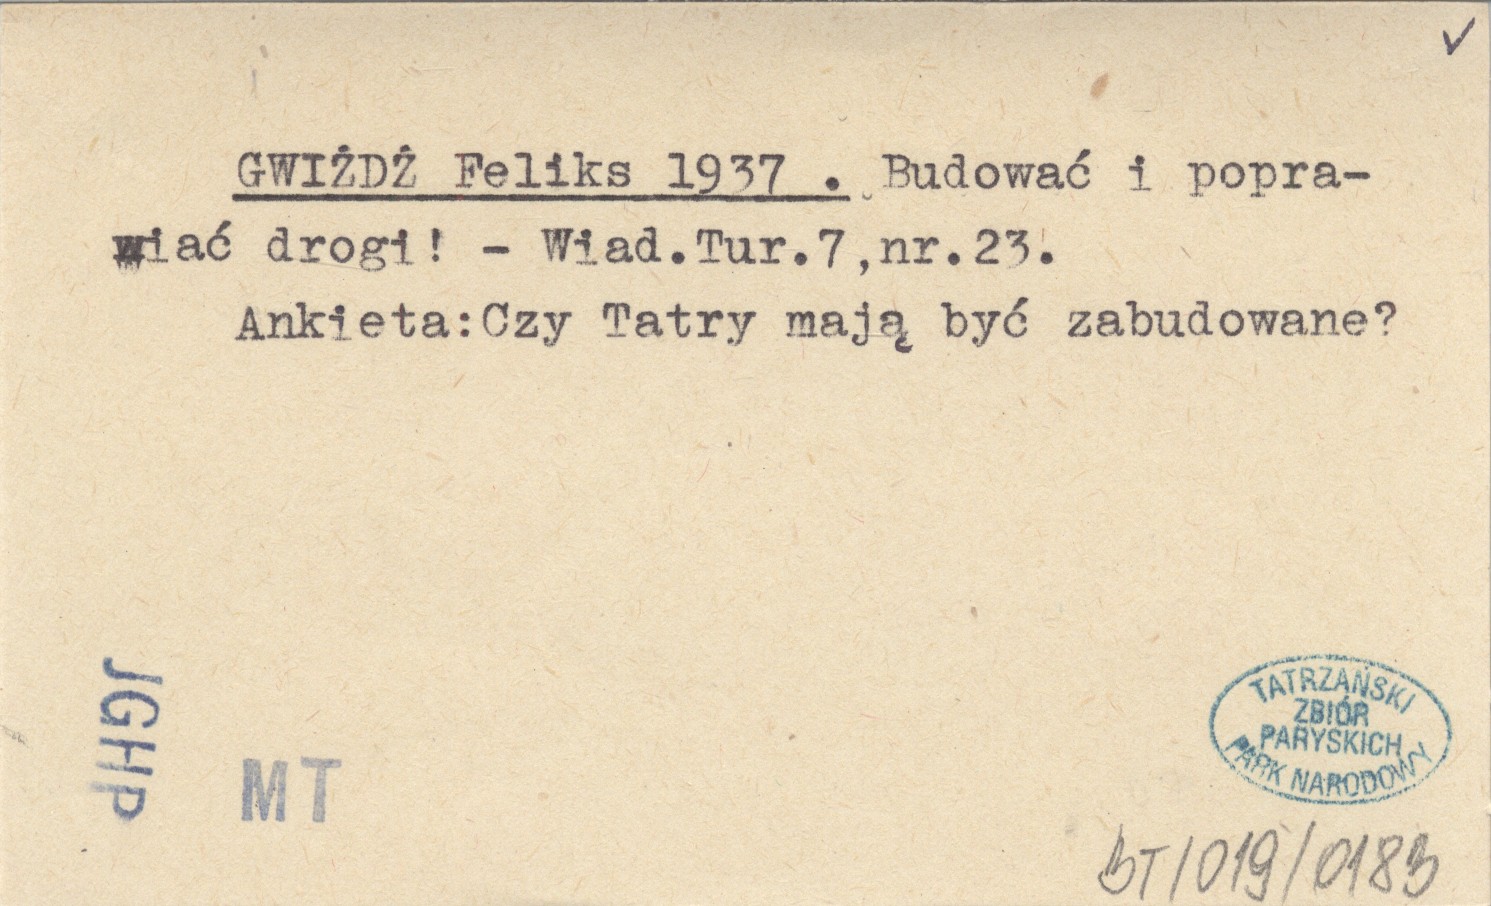 ✓
GWIŻDŻ Feliks 1937 . Budować i popra-
wiać drogi! - Wiad.Tur.7,nr.23.
Ankieta:Czy Tatry mają być zabudowane?
JGHP
MT
TATRZAŃSKI
ZBIÓR
PARYSKICH
PARK NARODOWY
BT/019/0183